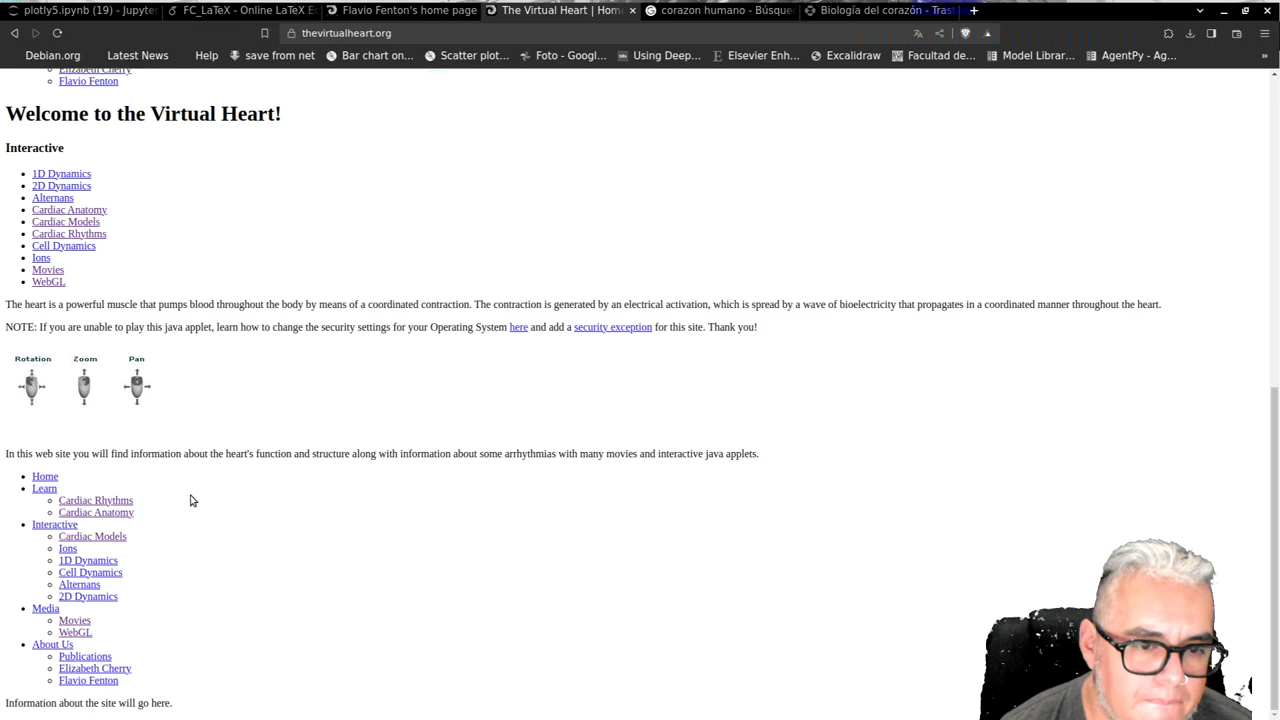 plotly5.ipynb (19) - Jupyter
FC_LaTeX - Online LaTeX E
Flavio Fenton's home page
The Virtual Heart | Home
corazon humano - Búsque
Biología del corazón - Tras
thevirtualheart.org
Debian.org
Latest News
Help
save from net
Bar chart on...
Scatter plot...
Foto - Googl...
Using Deep...
Elsevier Enh...
Excalidraw
Facultad de...
Model Librar...
AgentPy - Ag...
»
Elizabeth Cherry
Flavio Fenton
Welcome to the Virtual Heart!
Interactive
1D Dynamics
2D Dynamics
Alternans
Cardiac Anatomy
Cardiac Models
Cardiac Rhythms
Cell Dynamics
Ions
Movies
WebGL
The heart is a powerful muscle that pumps blood throughout the body by means of a coordinated contraction. The contraction is generated by an electrical activation, which is spread by a wave of bioelectricity that propagates in a coordinated manner throughout the heart.
NOTE: If you are unable to play this java applet, learn how to change the security settings for your Operating System here and add a security exception for this site. Thank you!
Rotation Zoom Pan
In this web site you will find information about the heart's function and structure along with information about some arrhythmias with many movies and interactive java applets.
Home
Learn
Cardiac Rhythms
Cardiac Anatomy
Interactive
Cardiac Models
Ions
1D Dynamics
Cell Dynamics
Alternans
2D Dynamics
Media
Movies
WebGL
About Us
Publications
Elizabeth Cherry
Flavio Fenton
Information about the site will go here.